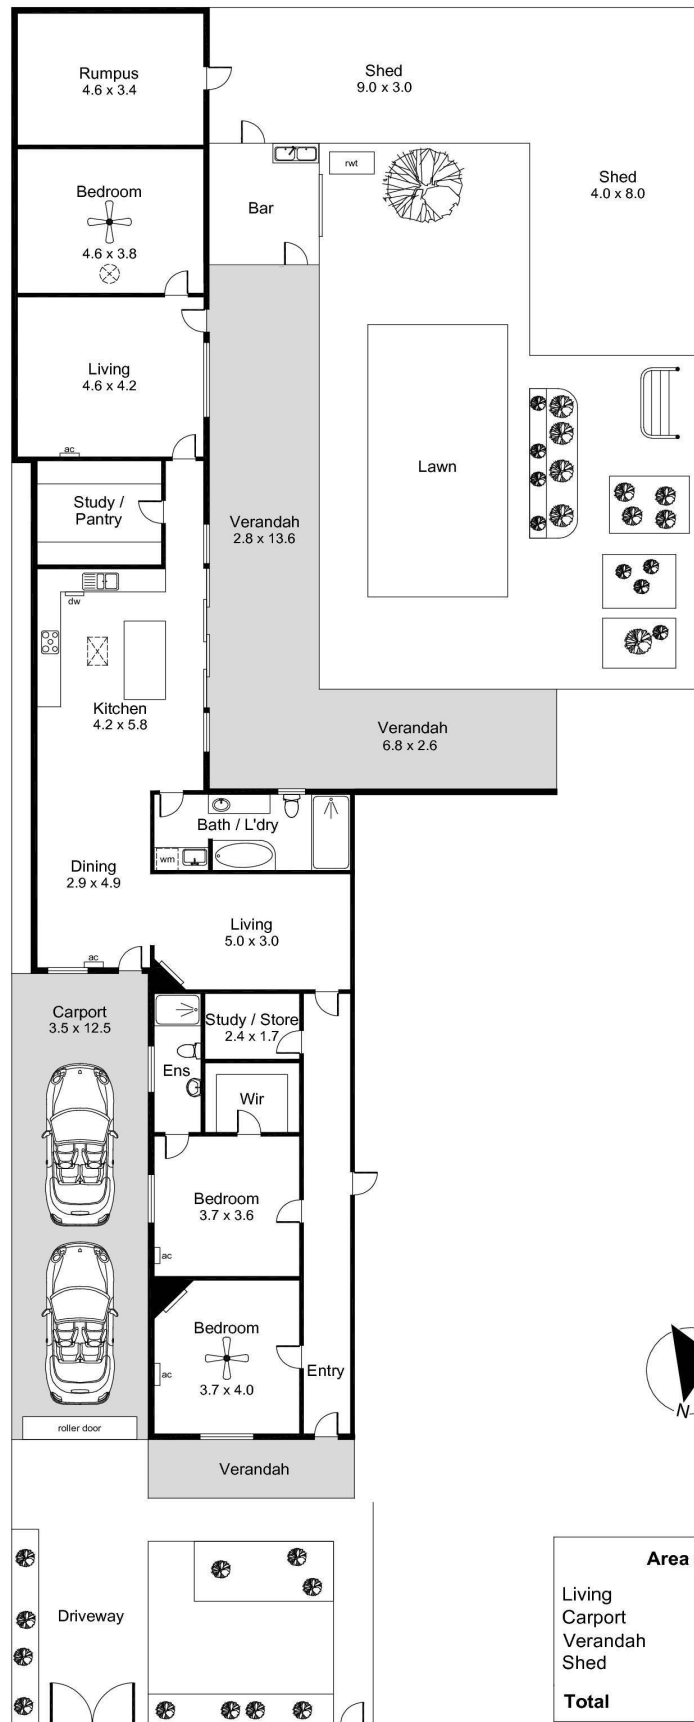 Rumpus
4.6 x 3.4
Shed
9.0 x 3.0
rwt
Shed
4.0 x 8.0
Bedroom
4.6 x 3.8
Bar
Living
4.6 x 4.2
ac
Lawn
Study /
Pantry
Verandah
2.8 x 13.6
dw
Kitchen
4.2 x 5.8
Verandah
6.8 x 2.6
Bath / L'dry
wm
Dining
2.9 x 4.9
Living
5.0 x 3.0
ac
Carport
3.5 x 12.5
Study / Store
2.4 x 1.7
Ens
Wir
Bedroom
3.7 x 3.6
ac
Bedroom
3.7 x 4.0
ac
Entry
N
roller door
Verandah
Driveway
Area
Living
Carport
Verandah
Shed
Total